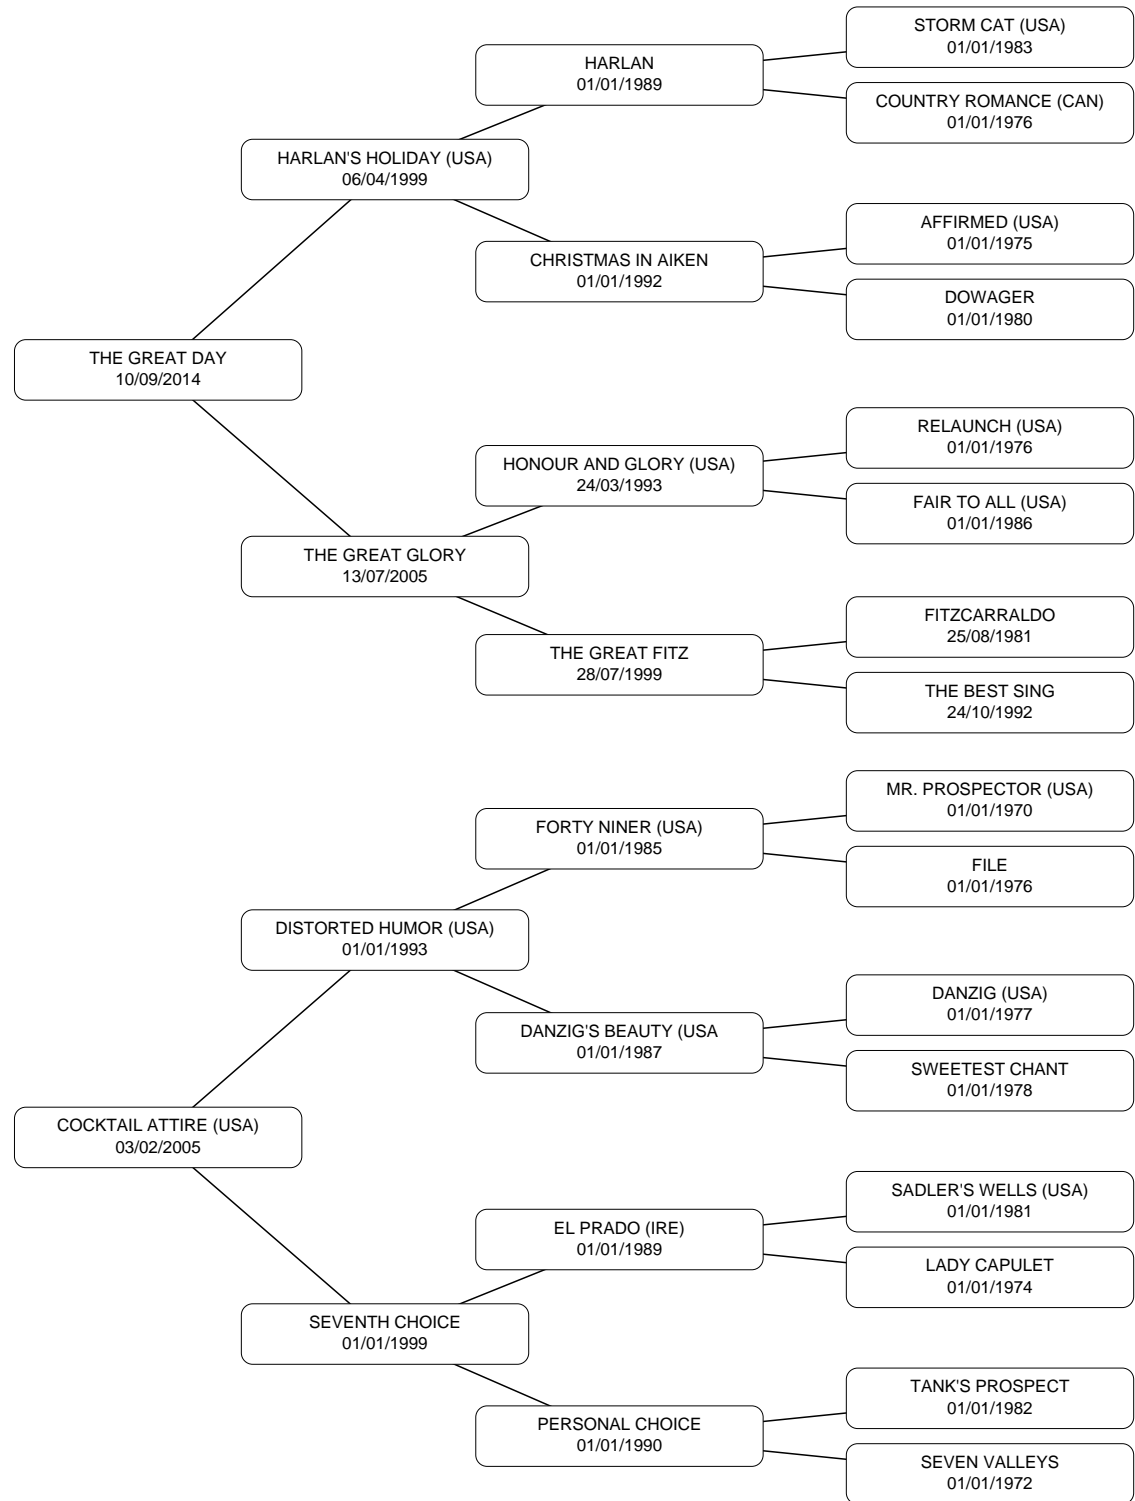 STORM CAT (USA)
01/01/1983
HARLAN
01/01/1989
COUNTRY ROMANCE (CAN)
01/01/1976
HARLAN'S HOLIDAY (USA)
06/04/1999
AFFIRMED (USA)
01/01/1975
CHRISTMAS IN AIKEN
01/01/1992
DOWAGER
01/01/1980
THE GREAT DAY
10/09/2014
RELAUNCH (USA)
01/01/1976
HONOUR AND GLORY (USA)
24/03/1993
FAIR TO ALL (USA)
01/01/1986
THE GREAT GLORY
13/07/2005
FITZCARRALDO
25/08/1981
THE GREAT FITZ
28/07/1999
THE BEST SING
24/10/1992
MR. PROSPECTOR (USA)
01/01/1970
FORTY NINER (USA)
01/01/1985
FILE
01/01/1976
DISTORTED HUMOR (USA)
01/01/1993
DANZIG (USA)
01/01/1977
DANZIG'S BEAUTY (USA
01/01/1987
SWEETEST CHANT
01/01/1978
COCKTAIL ATTIRE (USA)
03/02/2005
SADLER'S WELLS (USA)
01/01/1981
EL PRADO (IRE)
01/01/1989
LADY CAPULET
01/01/1974
SEVENTH CHOICE
01/01/1999
TANK'S PROSPECT
01/01/1982
PERSONAL CHOICE
01/01/1990
SEVEN VALLEYS
01/01/1972